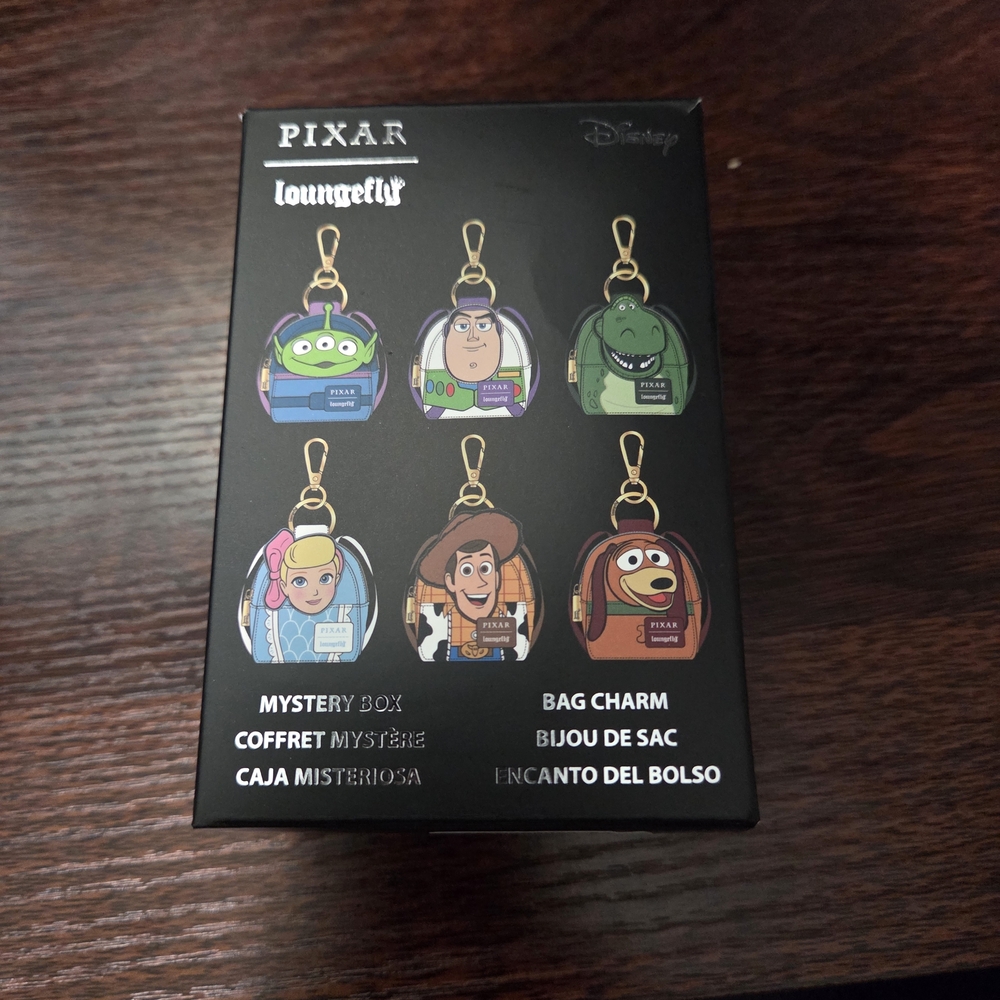 PIXAR
Disney
loungefly
PIXAR
loungefly
PIXAR
loungefly
PIXAR
loungefly
PIXAR
loungefly
PIXAR
loungefly
PIXAR
loungefly
MYSTERY BOX
BAG CHARM
COFFRET MYSTÈRE
BIJOU DE SAC
CAJA MISTERIOSA
ENCANTO DEL BOLSO